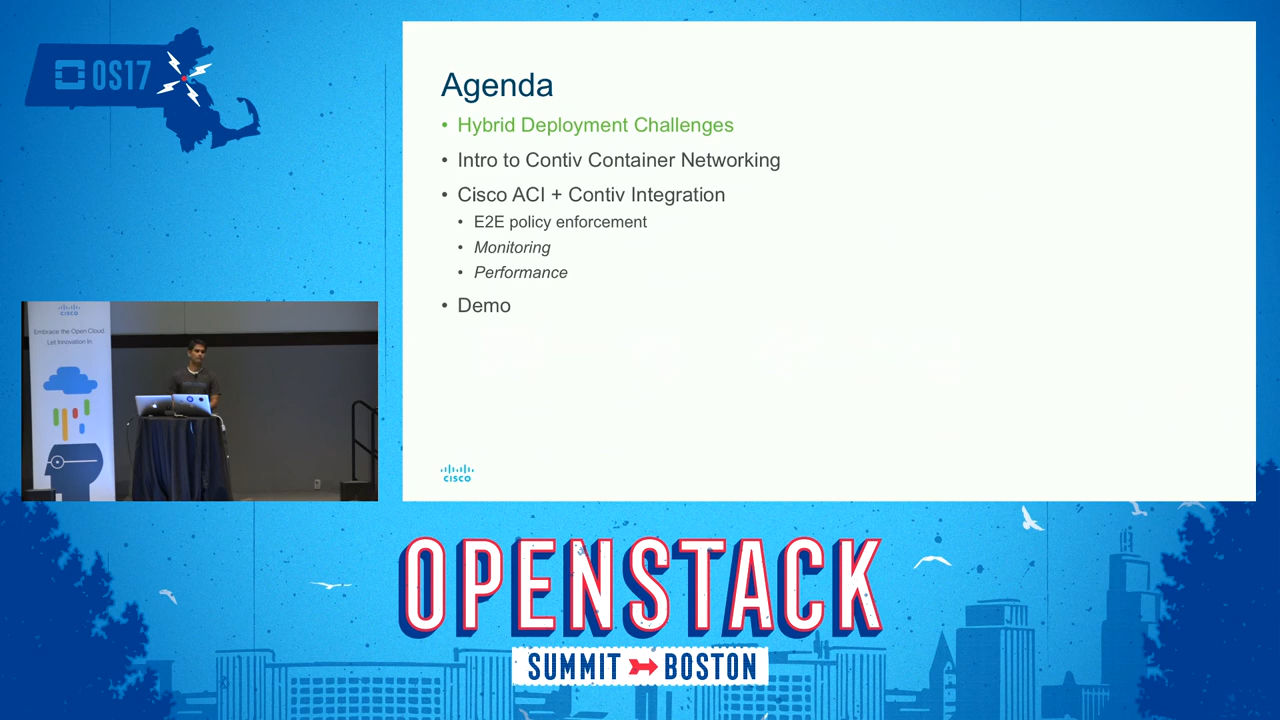 OS17
Agenda
• Hybrid Deployment Challenges
• Intro to Contiv Container Networking
• Cisco ACI + Contiv Integration
• E2E policy enforcement
• Monitoring
• Performance
• Demo
CISCO
CISCO
Embrace the Open Cloud.
Let Innovation In.
OPENSTACK
SUMMIT BOSTON